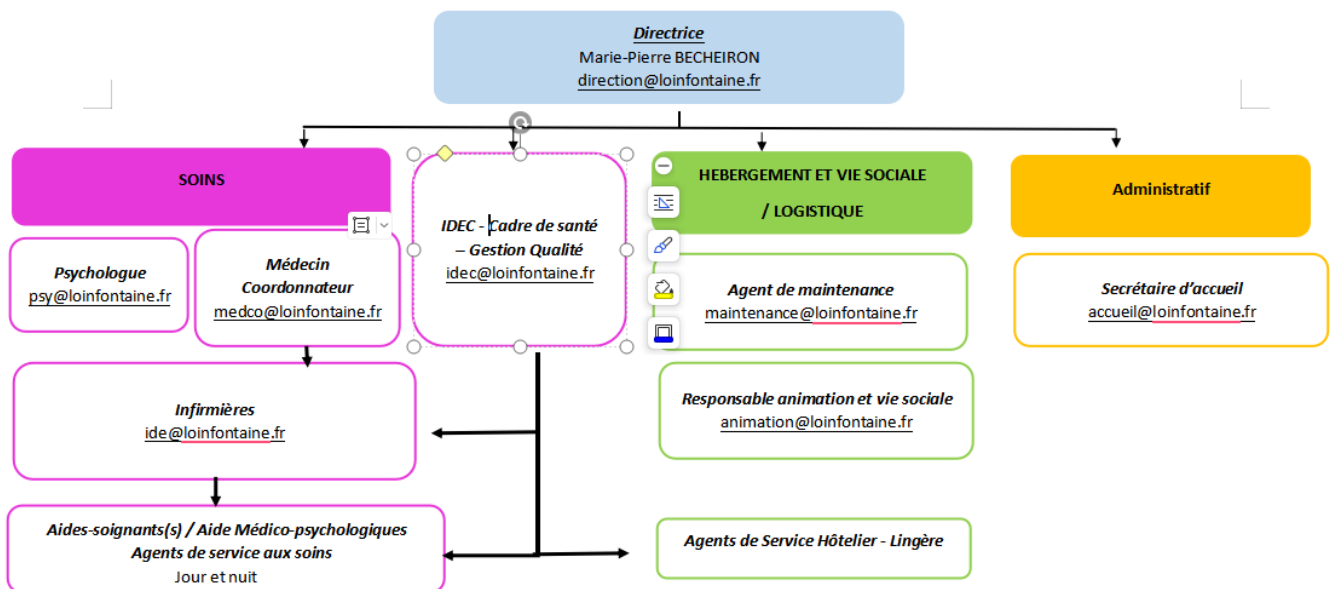 Directrice
Marie-Pierre BECHEIRON
direction@loinfontaine.fr
SOINS
IDEC - Cadre de santé
– Gestion Qualité
idec@loinfontaine.fr
HEBERGEMENT ET VIE SOCIALE
/ LOGISTIQUE
Administratif
Psychologue
psy@loinfontaine.fr
Médecin
Coordonnateur
medco@loinfontaine.fr
Agent de maintenance
maintenance@loinfontaine.fr
Secrétaire d’accueil
accueil@loinfontaine.fr
Infirmières
ide@loinfontaine.fr
Responsable animation et vie sociale
animation@loinfontaine.fr
Aides-soignants(s) / Aide Médico-psychologiques
Agents de service aux soins
Jour et nuit
Agents de Service Hôtelier - Lingère